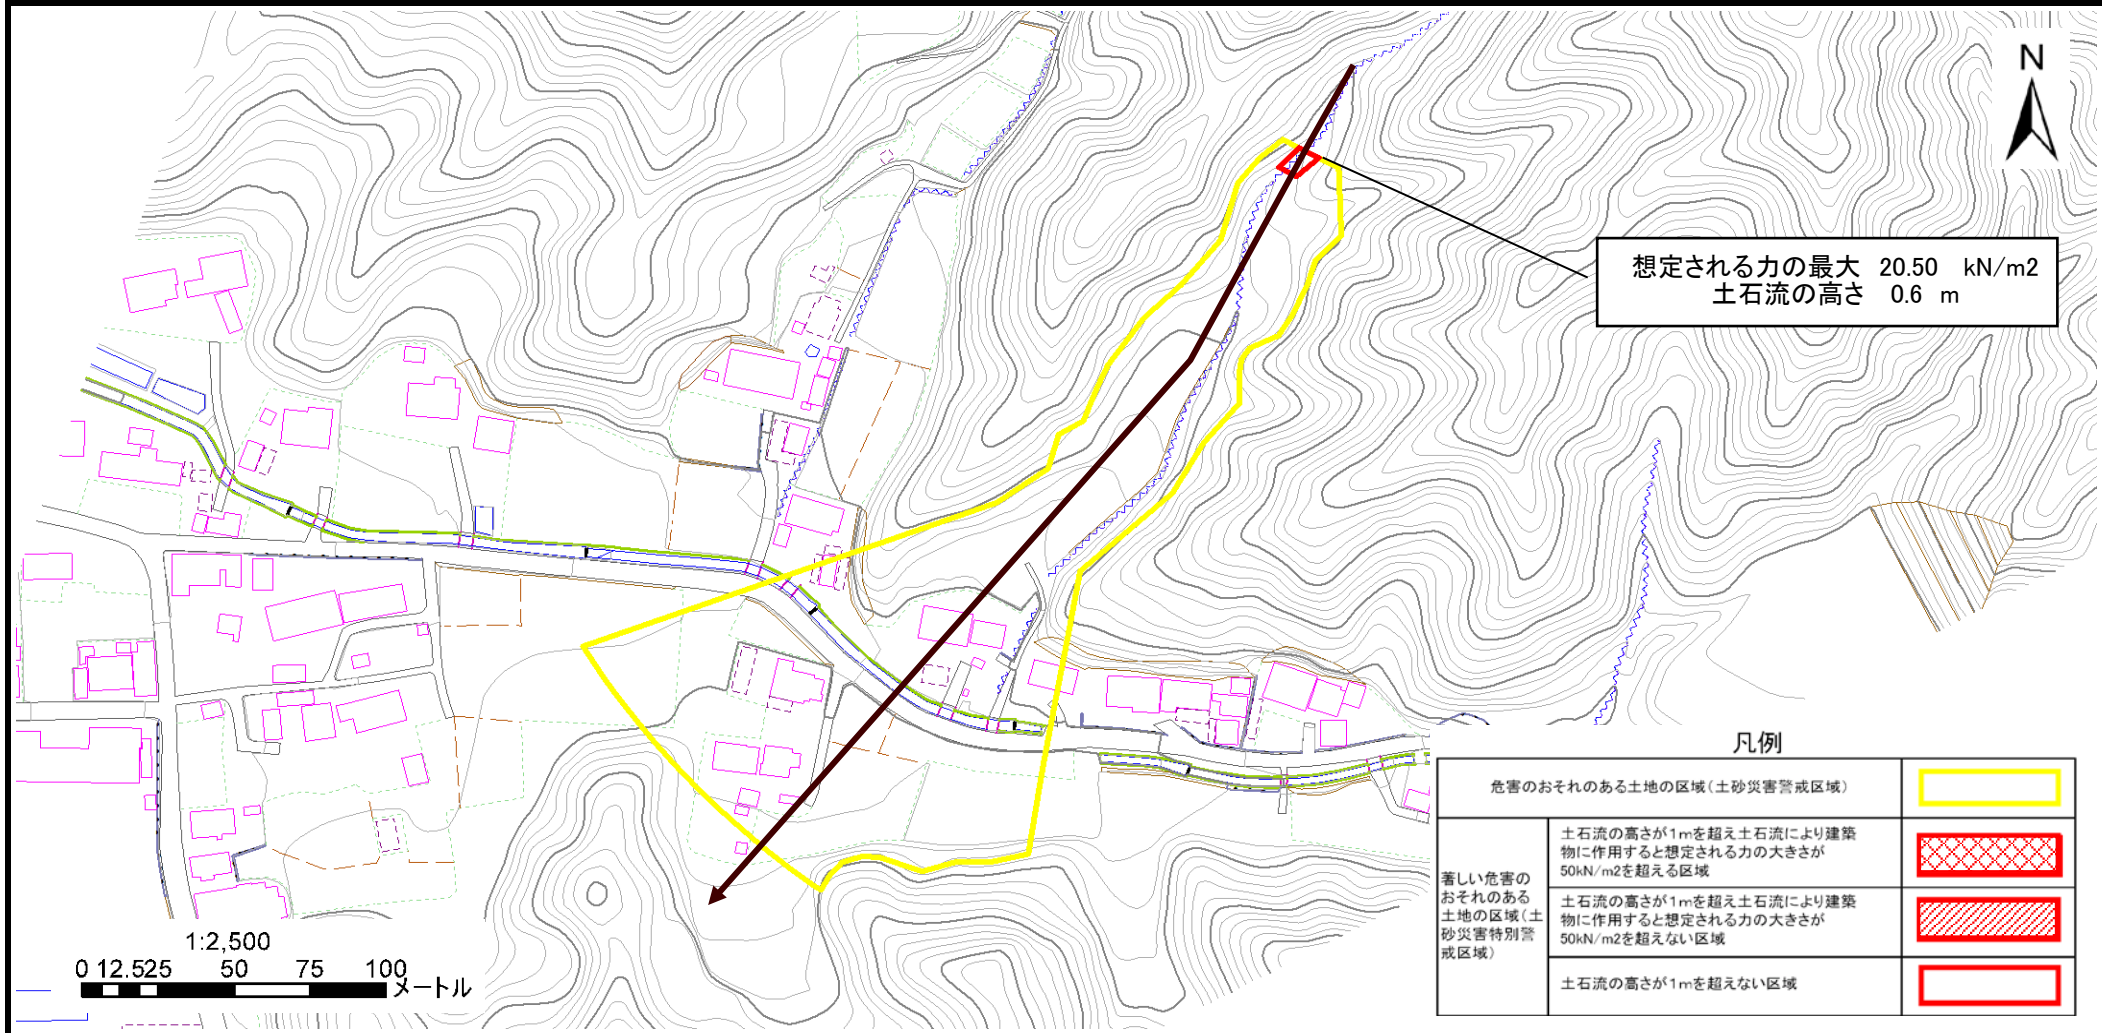 N
想定される力の最大 20.50 kN/m2
土石流の高さ 0.6 m
凡例
危害のおそれのある土地の区域(土砂災害警戒区域)
著しい危害の
おそれのある
土地の区域(土
砂災害特別警
戒区域)
土石流の高さが1mを超え土石流により建築
物に作用すると想定される力の大きさが
50kN/m2を超える区域
土石流の高さが1mを超え土石流により建築
物に作用すると想定される力の大きさが
50kN/m2を超えない区域
土石流の高さが1mを超えない区域
1:2,500
0 12.525 50 75 100
メートル